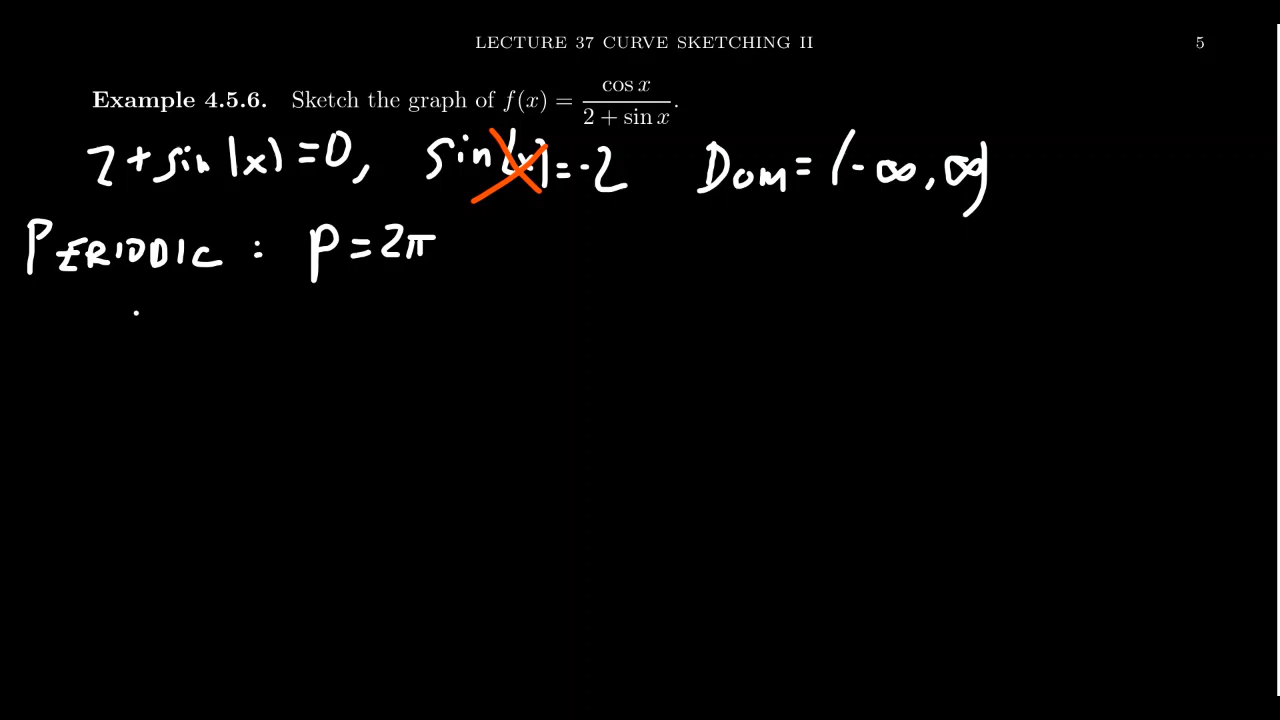 LECTURE 37 CURVE SKETCHING II 5
Example 4.5.6. Sketch the graph of f(x) = cos x / 2 + sin x.
2 + sin(x) = 0, sin(x) = -2 Dom = (-∞, ∞)
PERIODIC : p = 2π